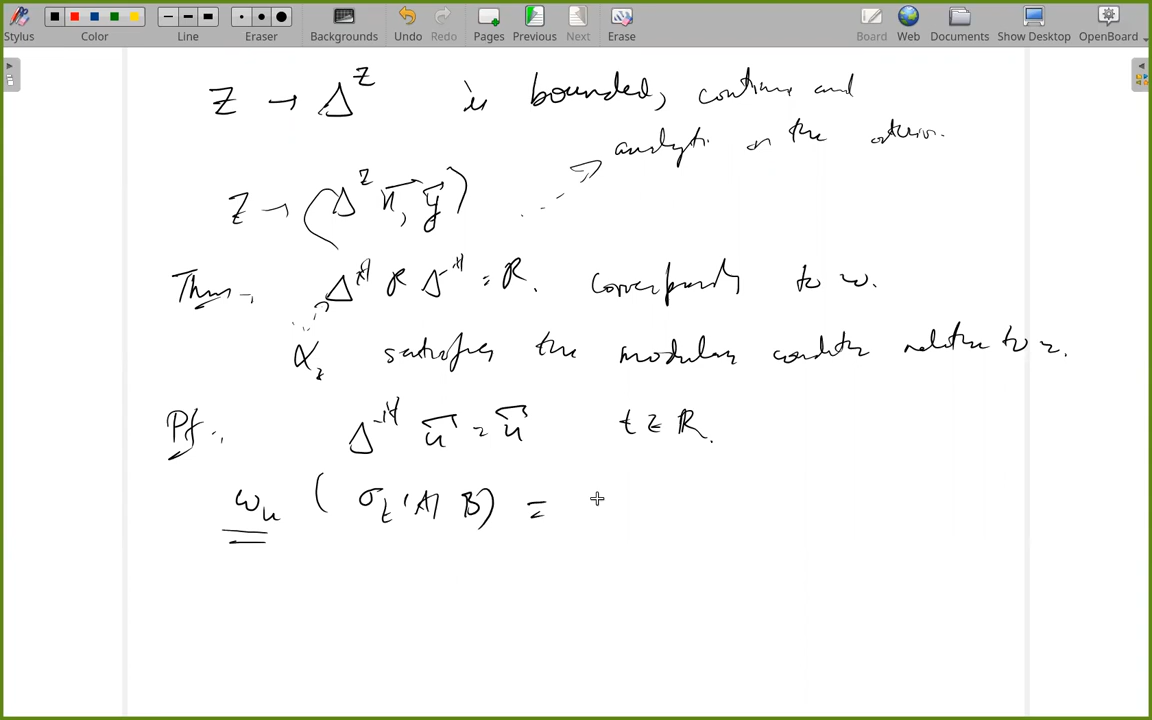 Stylus Color Line Eraser Backgrounds Undo Redo Pages Previous Next Erase Board Web Documents Show Desktop OpenBoard
Z → Δ^Z is bounded, continus and
analytic on the
Z → (Δ^Z x, y)
Thm -, Δ^{it} R Δ^{-it} = R. corresponds to ω.
α_t satisfies the modular condition relative to
Pf -, Δ^{-it} u = u t ∈ R.
ω_u ( σ_t (A) B) =